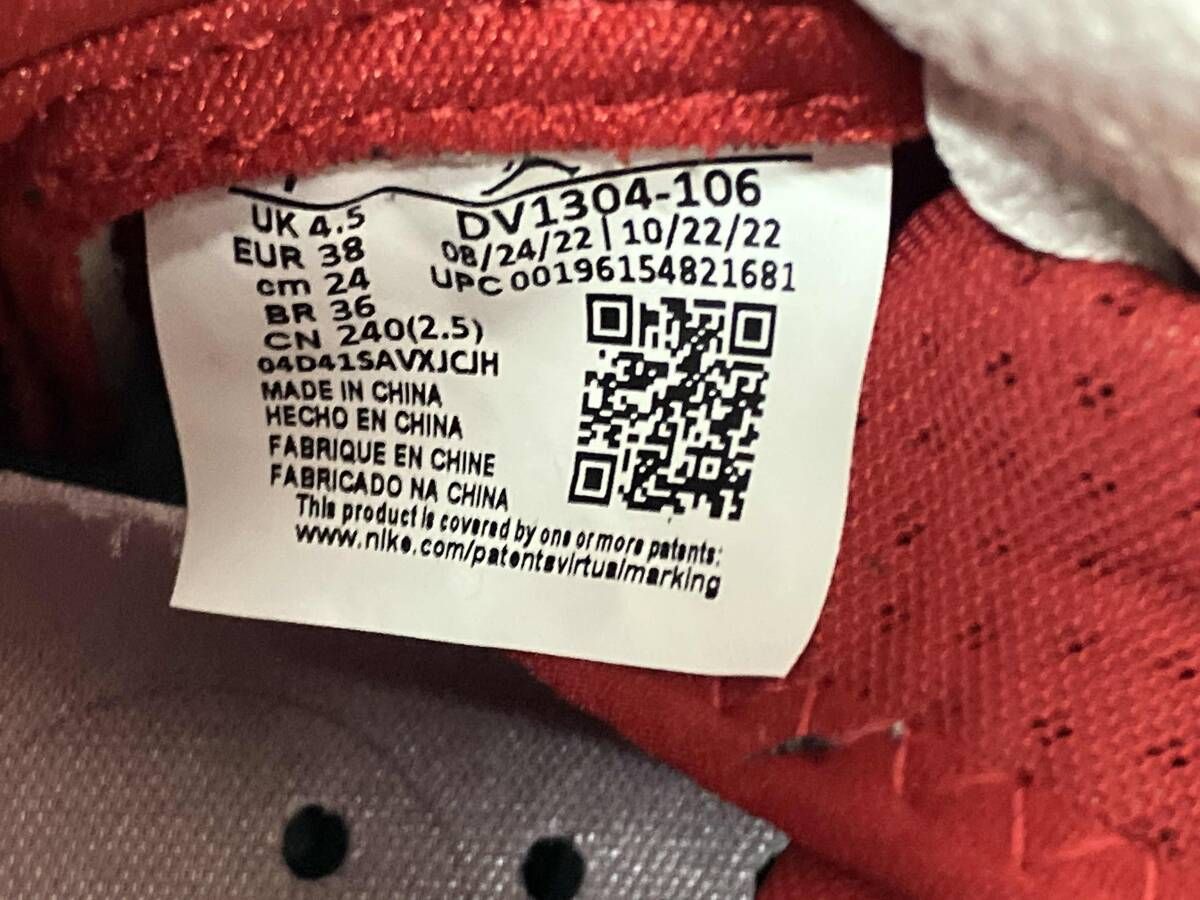 UK 4.5
EUR 38
cm 24
BR 36
CN 240(2.5)
04D41SAVXJCJH
DV1304-106
08/24/22 | 10/22/22
UPC 00196154821681
MADE IN CHINA
HECHO EN CHINA
FABRIQUE EN CHINE
FABRICADO NA CHINA
This product is covered by one or more patents:
www.nike.com/patentsvirtualmarking